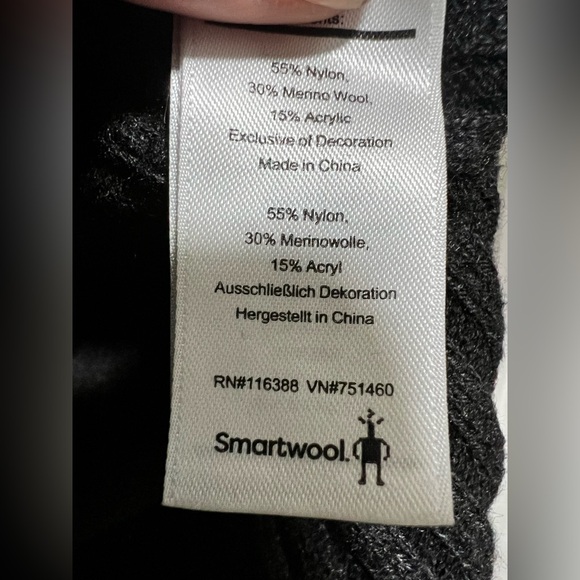 55% Nylon,
30% Merino Wool,
15% Acrylic
Exclusive of Decoration
Made in China
55% Nylon,
30% Merinowolle,
15% Acryl
Ausschließlich Dekoration
Hergestellt in China
RN#116388 VN#751460
Smartwool.